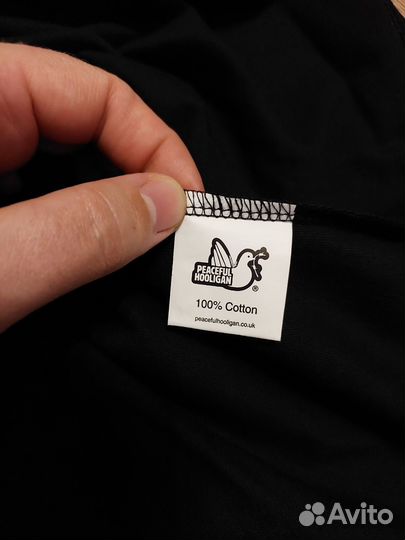 PEACEFUL
HOOLIGAN
®
100% Cotton
peacefulhooligan.co.uk
Avito